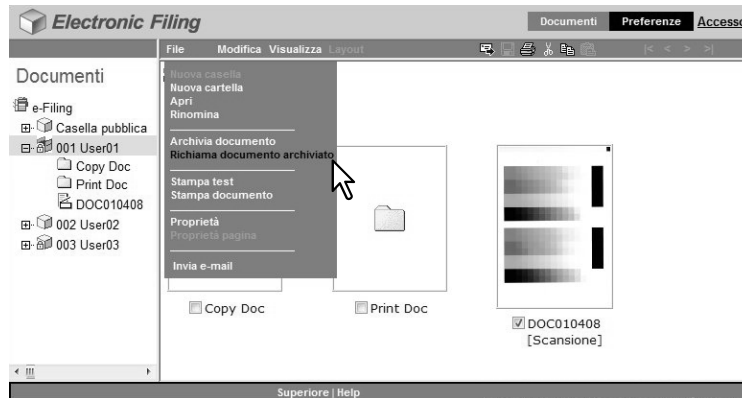 Electronic Filing
Documenti Preferenze Accesso
File Modifica Visualizza Layout
|< < > >|
Documenti
e-Filing
Casella pubblica
001 User01
Copy Doc
Print Doc
DOC010408
002 User02
003 User03
Nuova casella
Nuova cartella
Apri
Rinomina
Archivia documento
Richiama documento archiviato
Stampa test
Stampa documento
Proprietà
Proprietà pagina
Invia e-mail
Copy Doc
Print Doc
DOC010408
[Scansione]
Superiore | Help